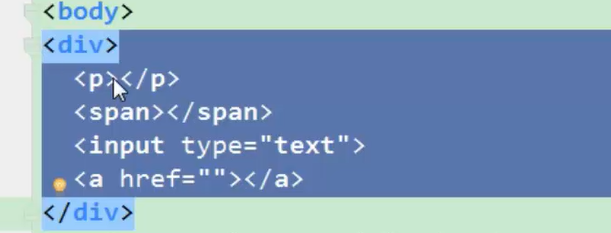 <body>
<div>
<p></p>
<span></span>
<input type="text">
<a href=""></a>
</div>